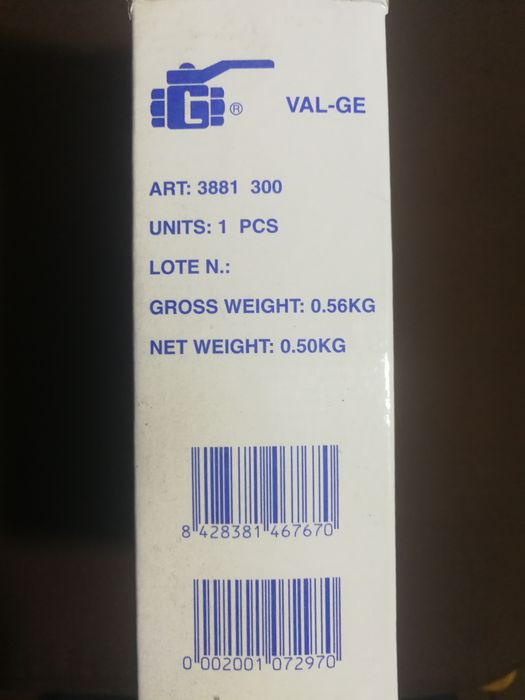 G ® VAL-GE
ART: 3881 300
UNITS: 1 PCS
LOTE N.:
GROSS WEIGHT: 0.56KG
NET WEIGHT: 0.50KG
8 428381 467670
0 002001 072970